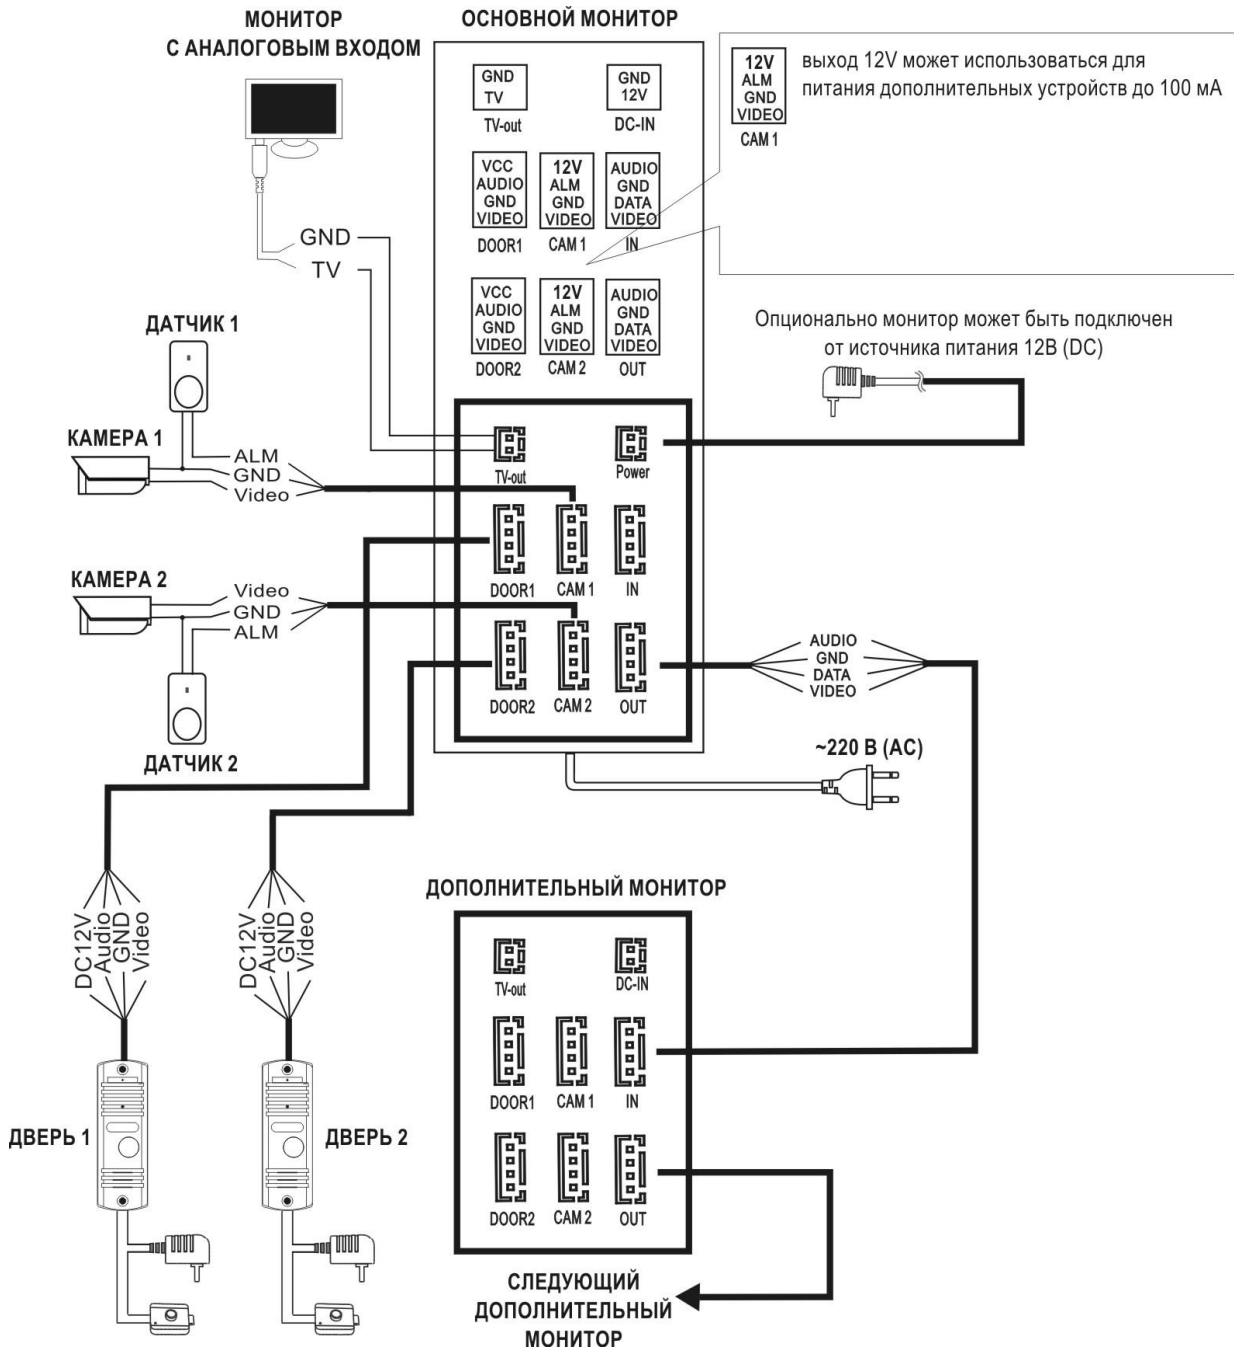 МОНИТОР
С АНАЛОГОВЫМ ВХОДОМ
ОСНОВНОЙ МОНИТОР
GND
TV
TV-out
GND
12V
DC-IN
12V
ALM
GND
VIDEO
CAM 1
выход 12V может использоваться для
питания дополнительных устройств до 100 мА
VCC
AUDIO
GND
VIDEO
DOOR1
12V
ALM
GND
VIDEO
CAM 1
AUDIO
GND
DATA
VIDEO
IN
GND
TV
VCC
AUDIO
GND
VIDEO
DOOR2
12V
ALM
GND
VIDEO
CAM 2
AUDIO
GND
DATA
VIDEO
OUT
Опционально монитор может быть подключен
от источника питания 12В (DC)
ДАТЧИК 1
КАМЕРА 1
ALM
GND
Video
TV-out
Power
DOOR1
CAM 1
IN
КАМЕРА 2
Video
GND
ALM
ДАТЧИК 2
DOOR2
CAM 2
OUT
AUDIO
GND
DATA
VIDEO
~220 В (AC)
DC12V
Audio
GND
Video
DC12V
Audio
GND
Video
ДВЕРЬ 1
ДВЕРЬ 2
ДОПОЛНИТЕЛЬНЫЙ МОНИТОР
TV-out
DC-IN
DOOR1
CAM 1
IN
DOOR2
CAM 2
OUT
СЛЕДУЮЩИЙ
ДОПОЛНИТЕЛЬНЫЙ
МОНИТОР